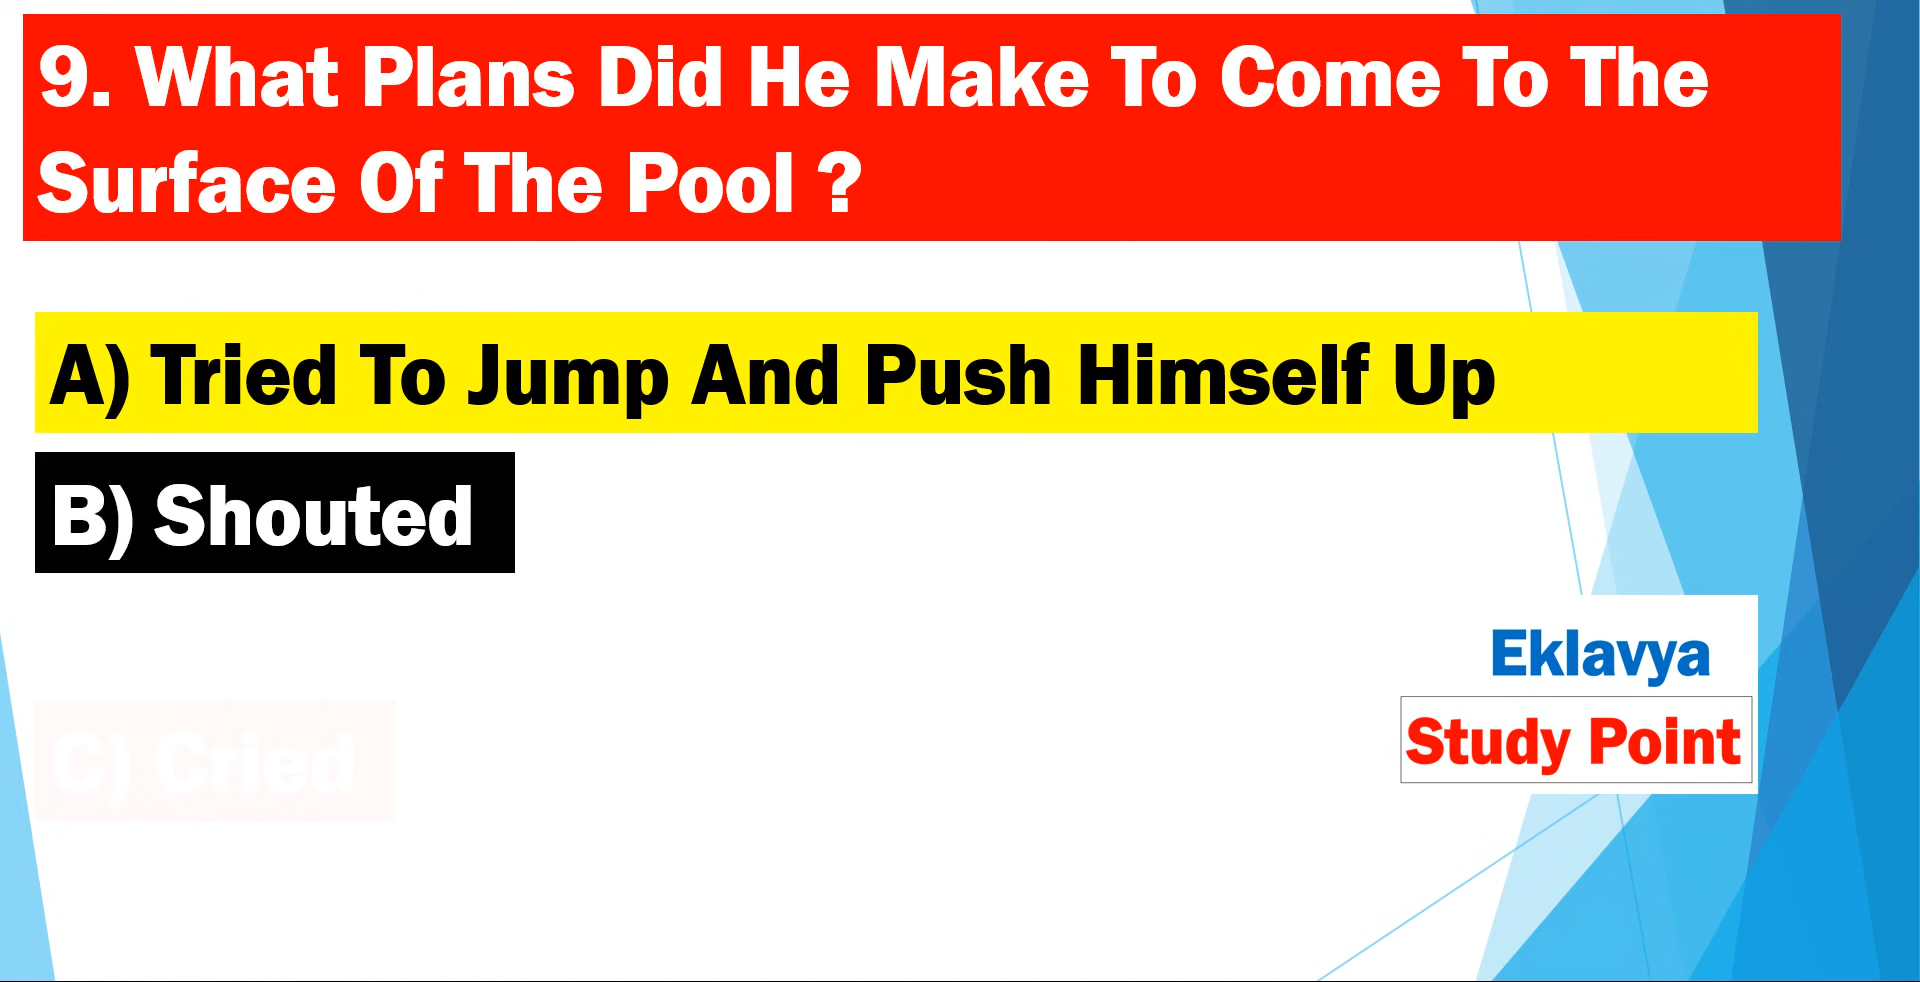 9. What Plans Did He Make To Come To The
Surface Of The Pool ?
A) Tried To Jump And Push Himself Up
B) Shouted
Eklavya
Study Point
C) Cried